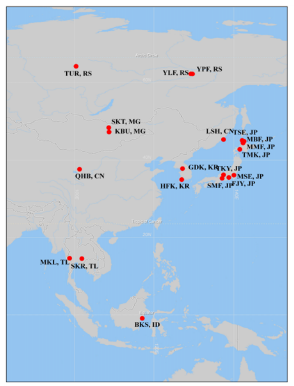 YPF, RS
TUR, RS
YLF, RS
SKT, MG
KBU, MG
LSH, CN
TSE, JP
MBF, JP
MMF, JP
TMK, JP
GDK, KR
TKY, JP
QHB, CN
MSE, JP
HFK, KR
SMF, JP
FJY, JP
MKL, TL
SKR, TL
BKS, ID